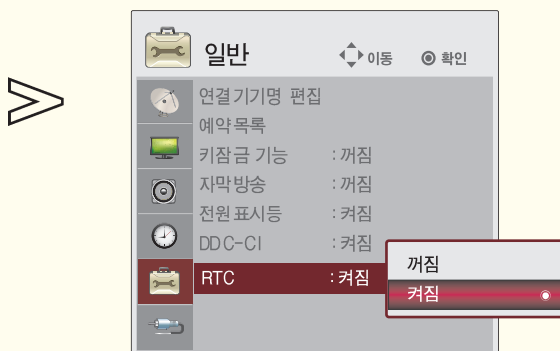 일반 이동 확인
연결 기기명 편집
예약 목록
키잠금 기능 : 꺼짐
자막방송 : 꺼짐
전원 표시등 : 켜짐
DDC-CI : 켜짐
RTC : 켜짐
꺼짐
켜짐